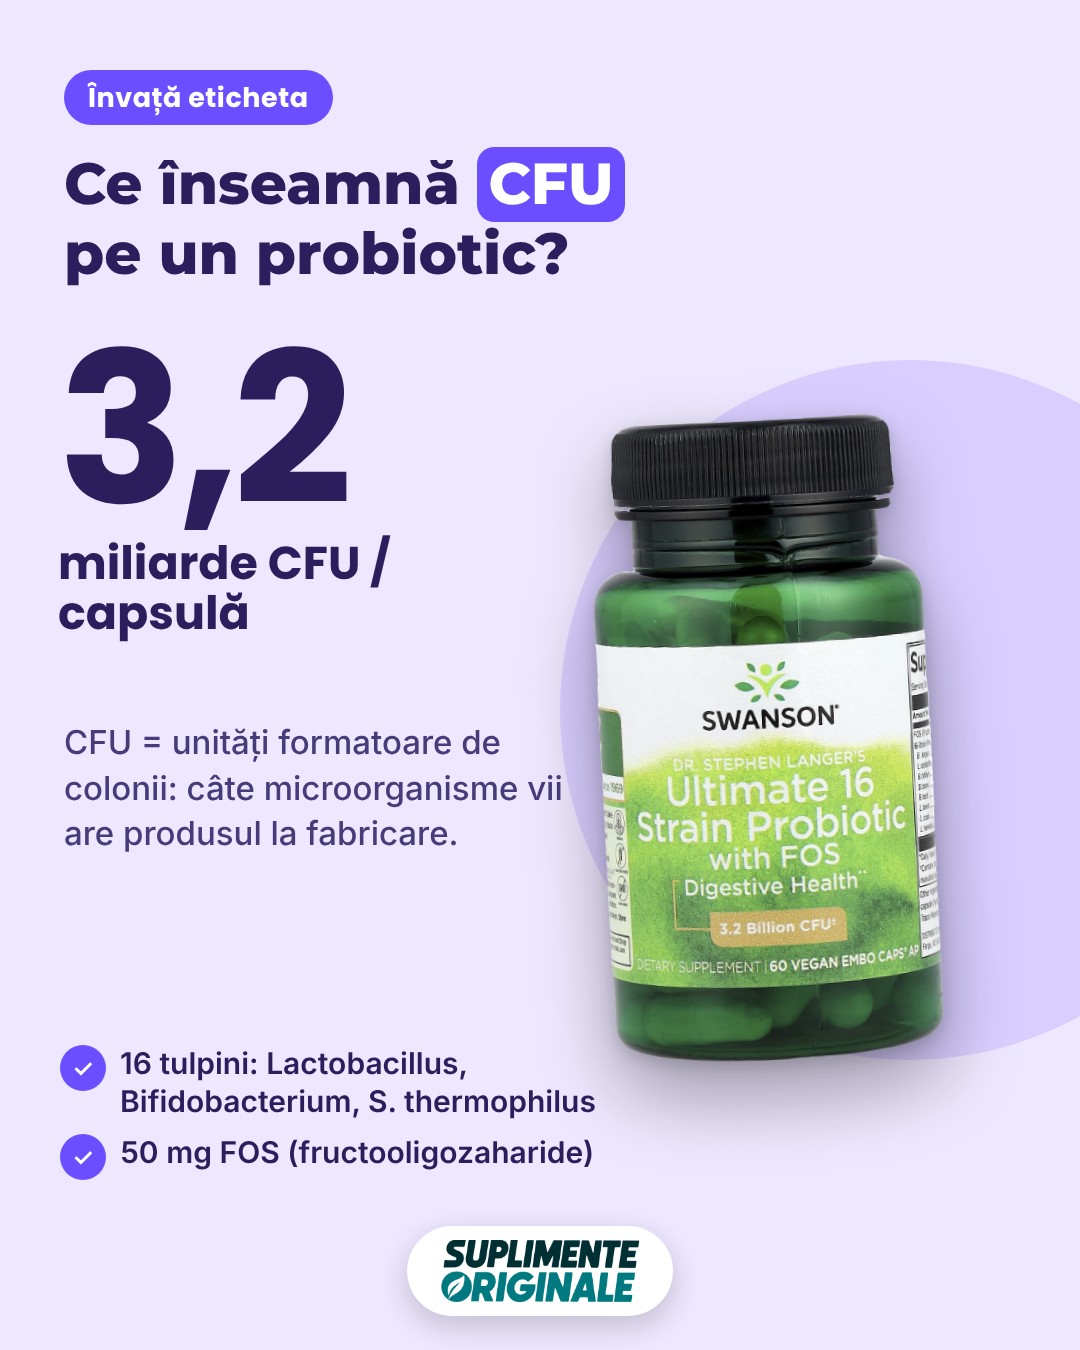 Învață eticheta
Ce înseamnă CFU
pe un probiotic?
3,2
miliarde CFU /
capsulă
CFU = unități formatoare de
colonii: câte microorganisme vii
are produsul la fabricare.
SWANSON®
DR. STEPHEN LANGER'S
Ultimate 16
Strain Probiotic
with FOS
Digestive Health
3.2 Billion CFU‡
DIETARY SUPPLEMENT | 60 VEGAN EMBO CAPS® AP
16 tulpini: Lactobacillus,
Bifidobacterium, S. thermophilus
50 mg FOS (fructooligozaharide)
SUPLIMENTE
ORIGINALE